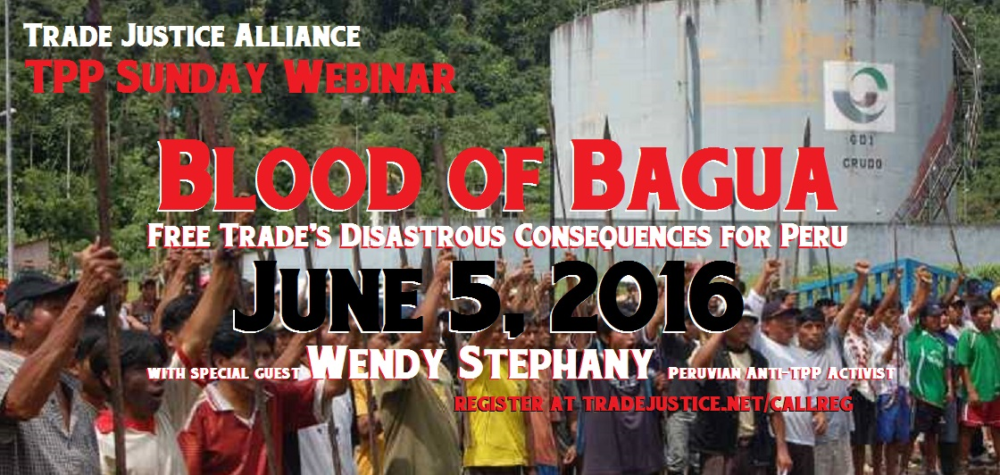 Trade Justice Alliance
TPP Sunday Webinar
601
CRUDO
Blood of Bagua
Free Trade's Disastrous Consequences for Peru
June 5, 2016
with special guest Wendy Stephany Peruvian Anti-TPP Activist
Register at tradejustice.net/callreg